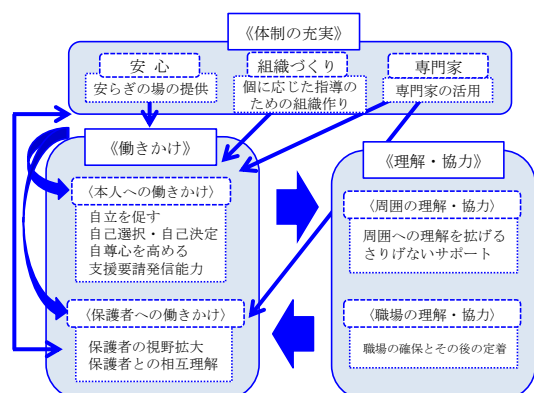 《体制の充実》
安 心
安らぎの場の提供
組織づくり
個に応じた指導の
ための組織作り
専門家
専門家の活用
《働きかけ》
〈本人への働きかけ〉
自立を促す
自己選択・自己決定
自尊心を高める
支援要請発信能力
〈保護者への働きかけ〉
保護者の視野拡大
保護者との相互理解
《理解・協力》
〈周囲の理解・協力〉
周囲への理解を拡げる
さりげないサポート
〈職場の理解・協力〉
職場の確保とその後の定着